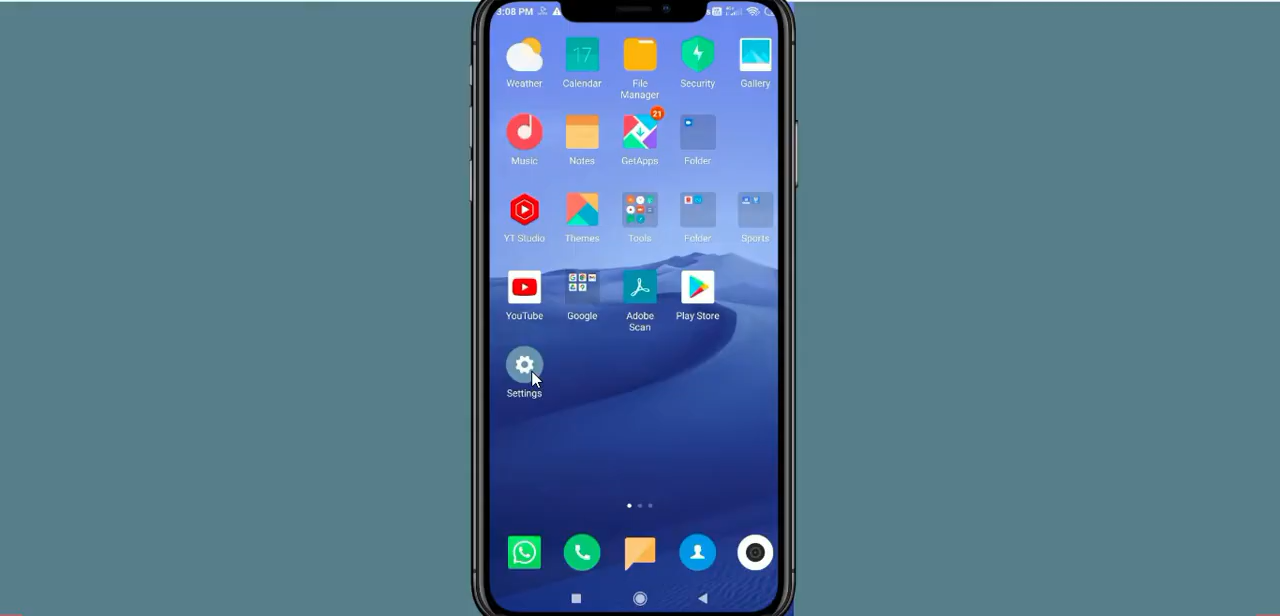 3:08 PM
Weather
Calendar
File Manager
Security
Gallery
17
21
Music
Notes
GetApps
Folder
YT Studio
Themes
Tools
Folder
Sports
YouTube
Google
Adobe Scan
Play Store
Settings